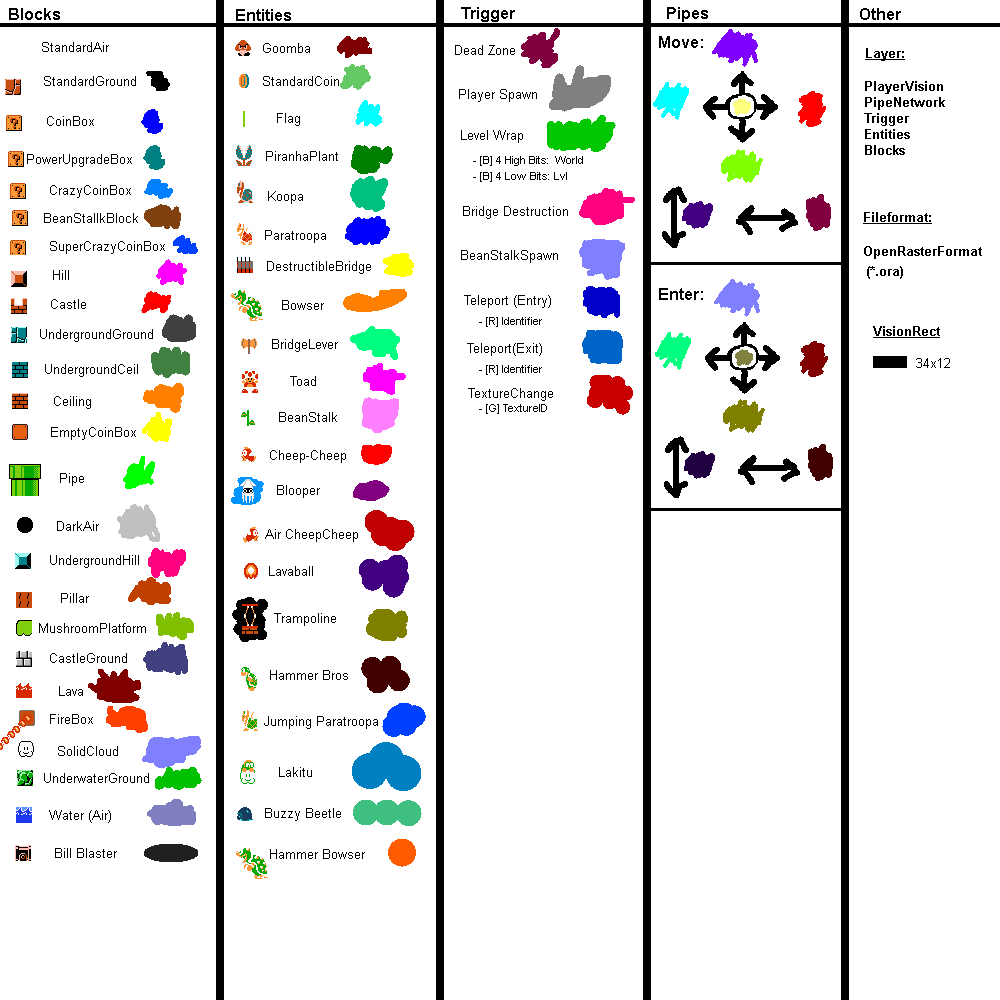 Blocks
StandardAir
StandardGround
CoinBox
PowerUpgradeBox
CrazyCoinBox
BeanStallkBlock
SuperCrazyCoinBox
Hill
Castle
UndergroundGround
UndergroundCeil
Ceiling
EmptyCoinBox
Pipe
DarkAir
UndergroundHill
Pillar
MushroomPlatform
CastleGround
Lava
FireBox
SolidCloud
UnderwaterGround
Water (Air)
Bill Blaster
Entities
Goomba
StandardCoin
Flag
PiranhaPlant
Koopa
Paratroopa
DestructibleBridge
Bowser
BridgeLever
Toad
BeanStalk
Cheep-Cheep
Blooper
Air CheepCheep
Lavaball
Trampoline
Hammer Bros
Jumping Paratroopa
Lakitu
Buzzy Beetle
Hammer Bowser
Trigger
Dead Zone
Player Spawn
Level Wrap
- [B] 4 High Bits: World
- [B] 4 Low Bits: Lvl
Bridge Destruction
BeanStalkSpawn
Teleport (Entry)
- [R] Identifier
Teleport(Exit)
- [R] Identifier
TextureChange
- [G] TextureID
Pipes
Move:
Enter:
Other
Layer:
PlayerVision
PipeNetwork
Trigger
Entities
Blocks
Fileformat:
OpenRasterFormat
(*.ora)
VisionRect
34x12